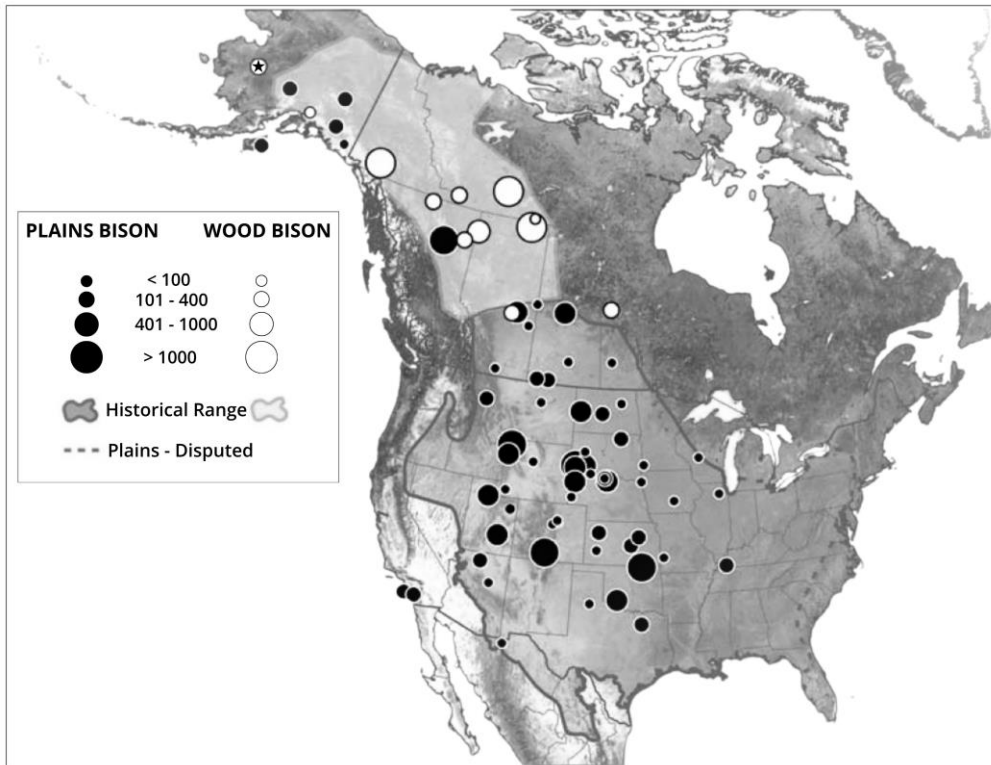 PLAINS BISON WOOD BISON
< 100
101 - 400
401 - 1000
> 1000
Historical Range
Plains - Disputed